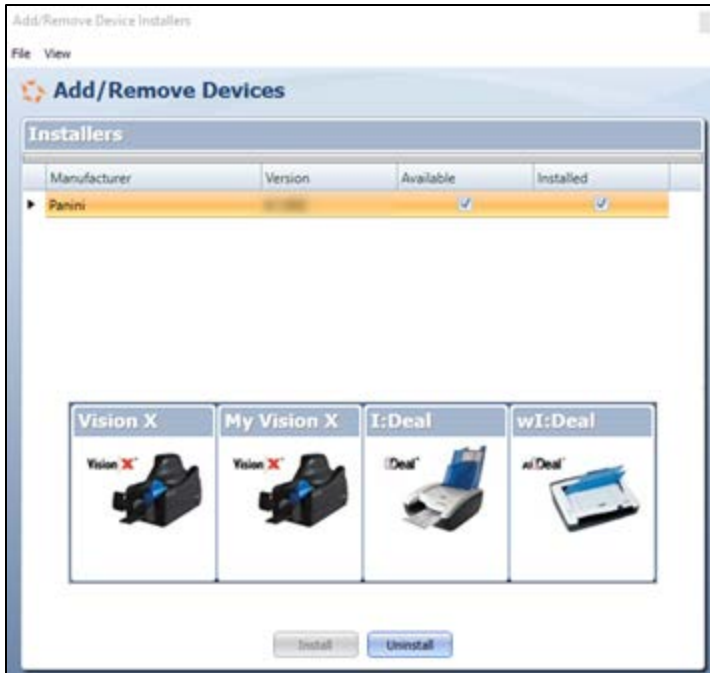 Add/Remove Device Installers
File View
Add/Remove Devices
Installers
Manufacturer Version Available Installed
Panini
Vision X My Vision X I:Deal wI:Deal
Vision X Vision X I:Deal wI:Deal
Install Uninstall